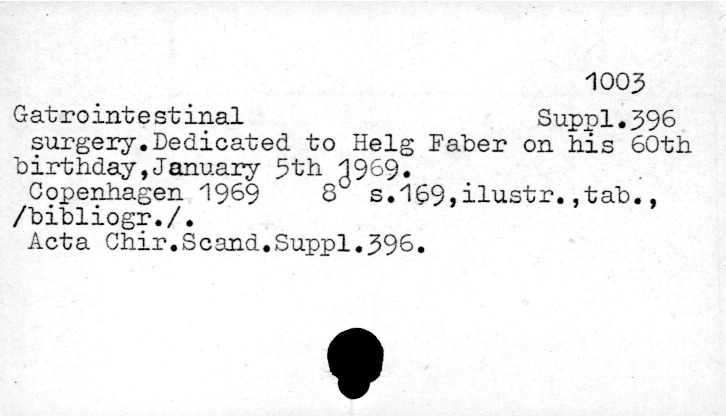 1003
Gatrointestinal Suppl.396
surgery.Dedicated to Helg Faber on his 60th
birthday,January 5th 1969.
Copenhagen 1969 8° s.169,ilustr.,tab.,
/bibliogr./.
Acta Chir.Scand.Suppl.396.